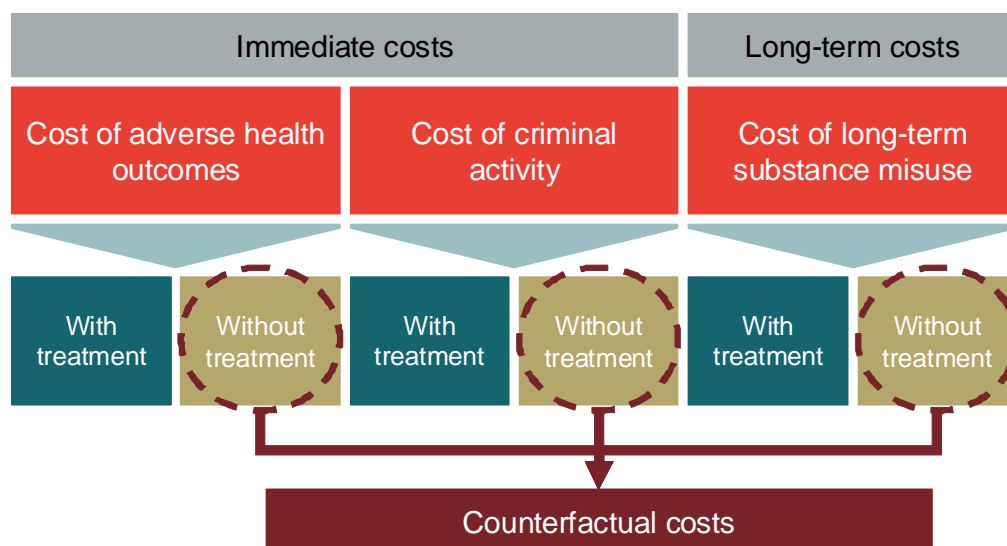 Immediate costs
Long-term costs
Cost of adverse health
outcomes
Cost of criminal
activity
Cost of long-term
substance misuse
With
treatment
Without
treatment
With
treatment
Without
treatment
With
treatment
Without
treatment
Counterfactual costs